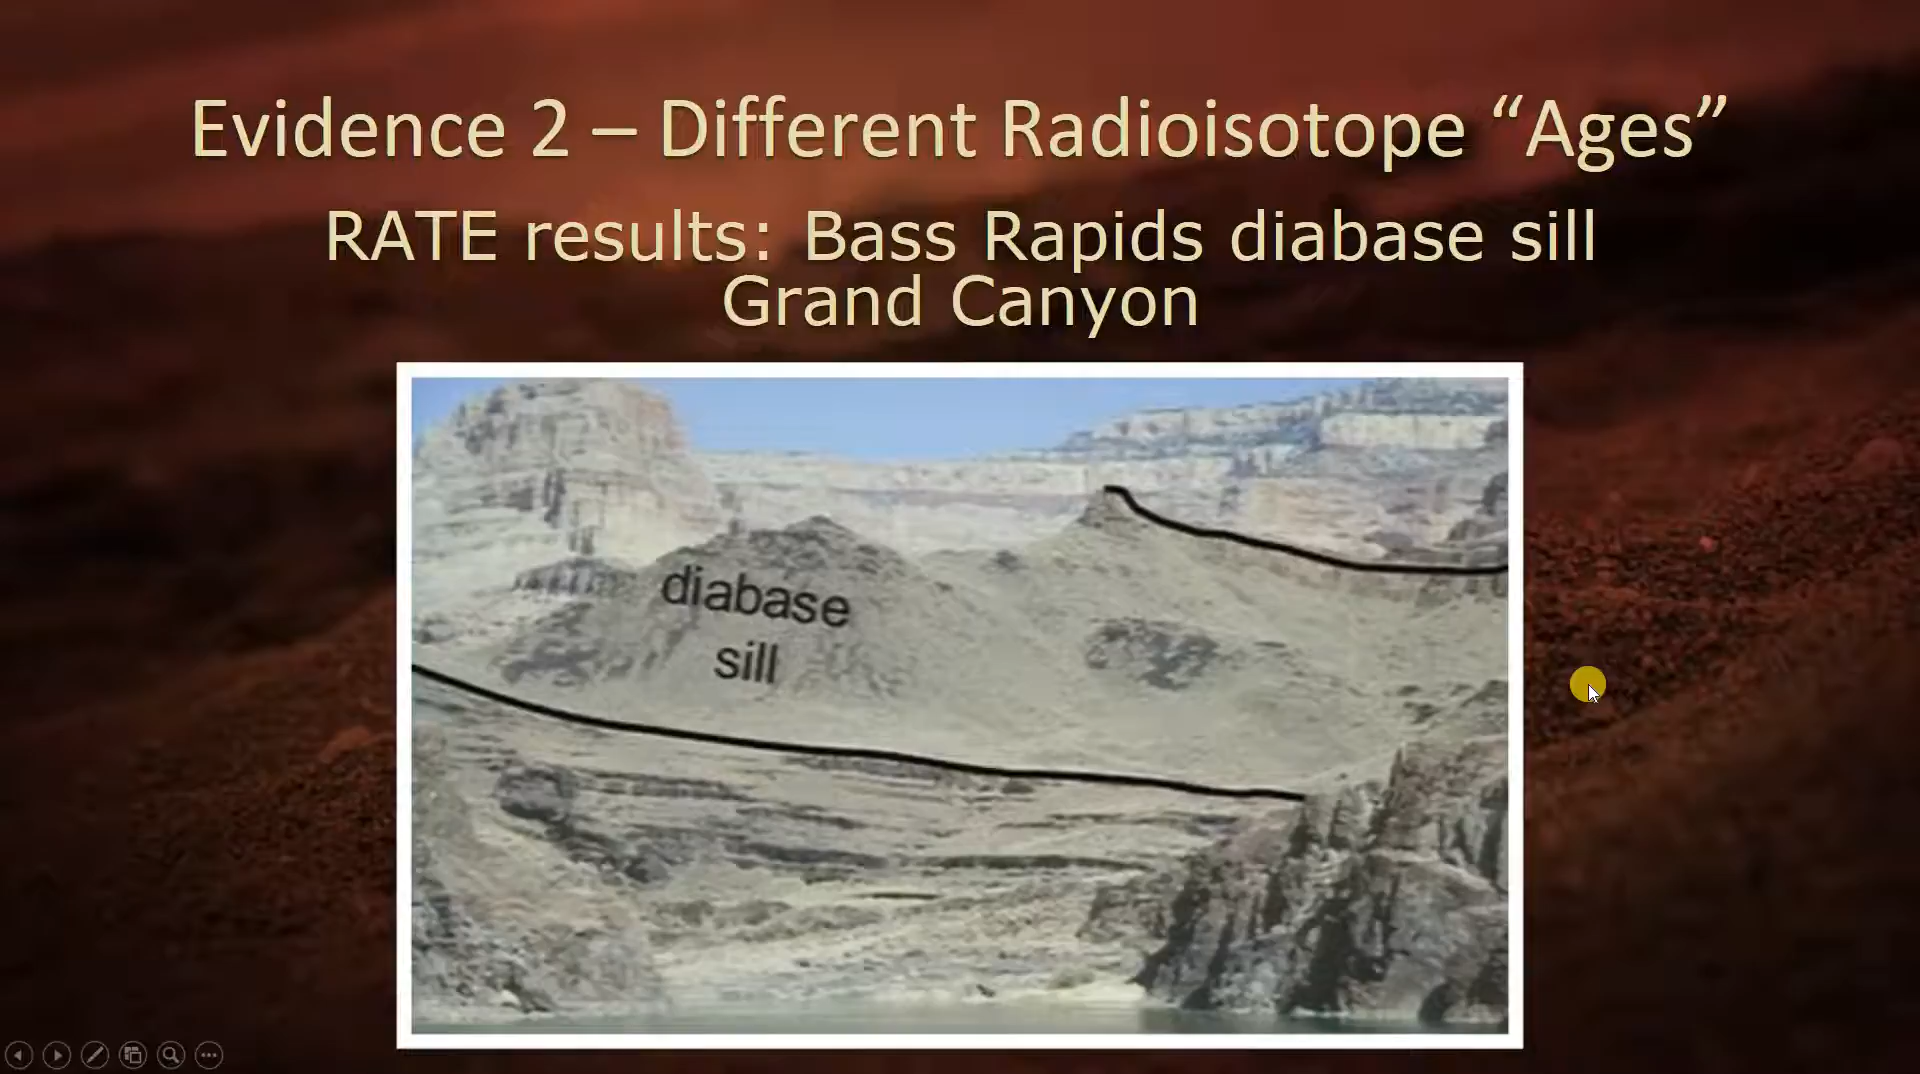 Evidence 2 – Different Radioisotope “Ages”
RATE results: Bass Rapids diabase sill
Grand Canyon
diabase
sill